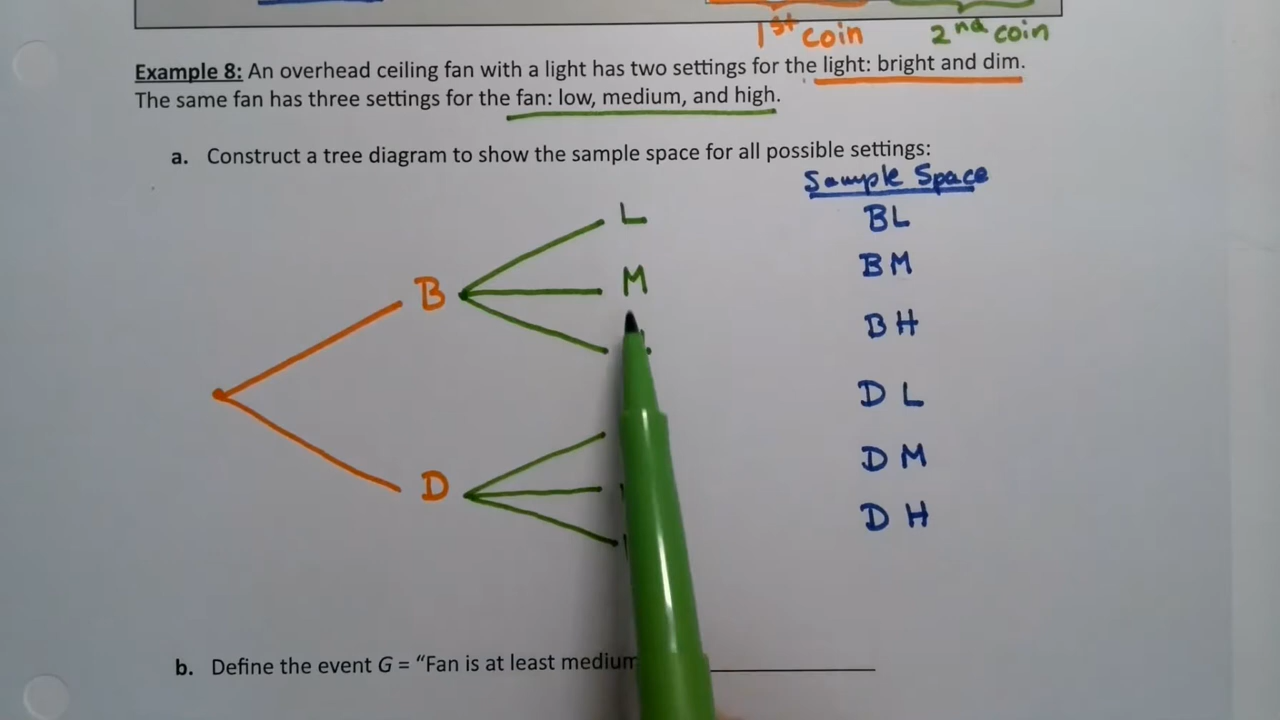 1st coin 2nd coin
Example 8: An overhead ceiling fan with a light has two settings for the light: bright and dim.
The same fan has three settings for the fan: low, medium, and high.
a. Construct a tree diagram to show the sample space for all possible settings:
Sample Space
L BL
M BM
B
BH
DL
D DM
DH
b. Define the event G = “Fan is at least medium